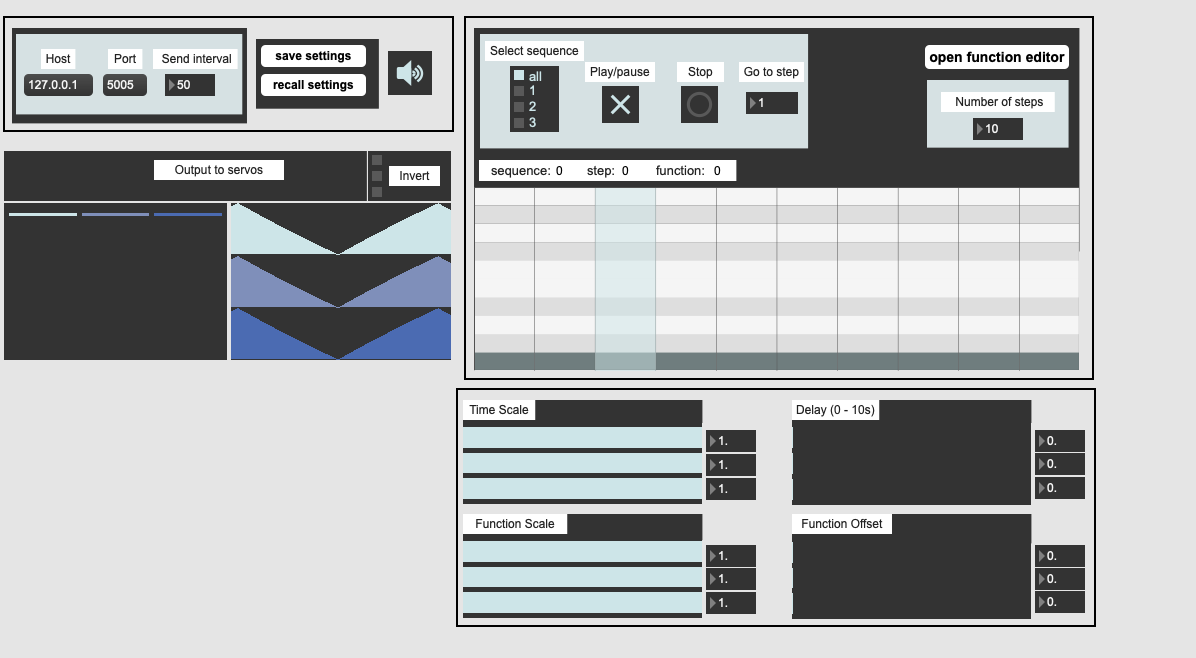 Host
Port
Send interval
127.0.0.1
5005
50
save settings
recall settings
Select sequence
all
1
2
3
Play/pause
Stop
Go to step
1
open function editor
Number of steps
10
Output to servos
Invert
sequence: 0 step: 0 function: 0
Time Scale
1.
1.
1.
Delay (0 - 10s)
0.
0.
0.
Function Scale
1.
1.
1.
Function Offset
0.
0.
0.